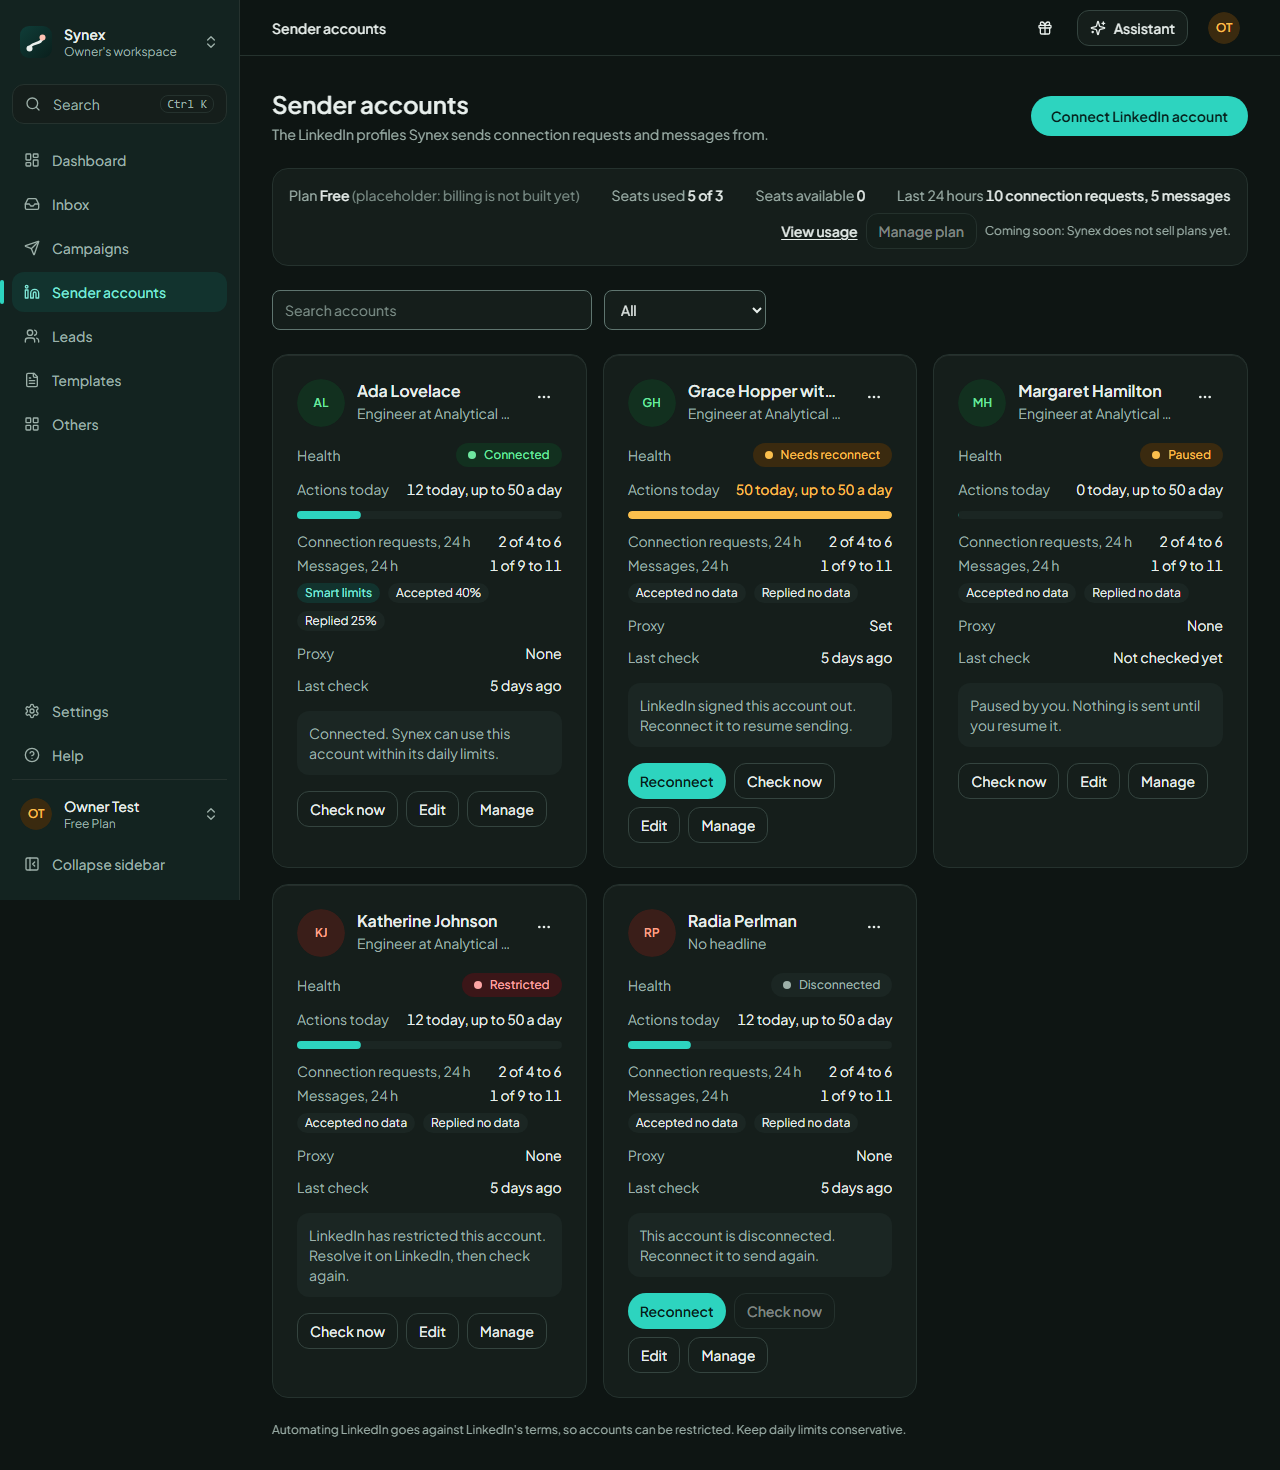 Synex
Owner's workspace
Search
Ctrl K
Dashboard
Inbox
Campaigns
Sender accounts
Leads
Templates
Others
Settings
Help
OT
Owner Test
Free Plan
Collapse sidebar
Sender accounts
Assistant
OT
Sender accounts
The LinkedIn profiles Synex sends connection requests and messages from.
Connect LinkedIn account
Plan Free (placeholder: billing is not built yet)
Seats used 5 of 3
Seats available 0
Last 24 hours 10 connection requests, 5 messages
View usage
Manage plan
Coming soon: Synex does not sell plans yet.
Search accounts
All
AL
Ada Lovelace
Engineer at Analytical ...
...
Health
Connected
Actions today
12 today, up to 50 a day
Connection requests, 24 h
2 of 4 to 6
Messages, 24 h
1 of 9 to 11
Smart limits
Accepted 40%
Replied 25%
Proxy
None
Last check
5 days ago
Connected. Synex can use this
account within its daily limits.
Check now
Edit
Manage
GH
Grace Hopper wit...
Engineer at Analytical ...
...
Health
Needs reconnect
Actions today
50 today, up to 50 a day
Connection requests, 24 h
2 of 4 to 6
Messages, 24 h
1 of 9 to 11
Accepted no data
Replied no data
Proxy
Set
Last check
5 days ago
LinkedIn signed this account out.
Reconnect it to resume sending.
Reconnect
Check now
Edit
Manage
MH
Margaret Hamilton
Engineer at Analytical ...
...
Health
Paused
Actions today
0 today, up to 50 a day
Connection requests, 24 h
2 of 4 to 6
Messages, 24 h
1 of 9 to 11
Accepted no data
Replied no data
Proxy
None
Last check
Not checked yet
Paused by you. Nothing is sent until
you resume it.
Check now
Edit
Manage
KJ
Katherine Johnson
Engineer at Analytical ...
...
Health
Restricted
Actions today
12 today, up to 50 a day
Connection requests, 24 h
2 of 4 to 6
Messages, 24 h
1 of 9 to 11
Accepted no data
Replied no data
Proxy
None
Last check
5 days ago
LinkedIn has restricted this account.
Resolve it on LinkedIn, then check
again.
Check now
Edit
Manage
RP
Radia Perlman
No headline
...
Health
Disconnected
Actions today
12 today, up to 50 a day
Connection requests, 24 h
2 of 4 to 6
Messages, 24 h
1 of 9 to 11
Accepted no data
Replied no data
Proxy
None
Last check
5 days ago
This account is disconnected.
Reconnect it to send again.
Reconnect
Check now
Edit
Manage
Automating LinkedIn goes against LinkedIn's terms, so accounts can be restricted. Keep daily limits conservative.